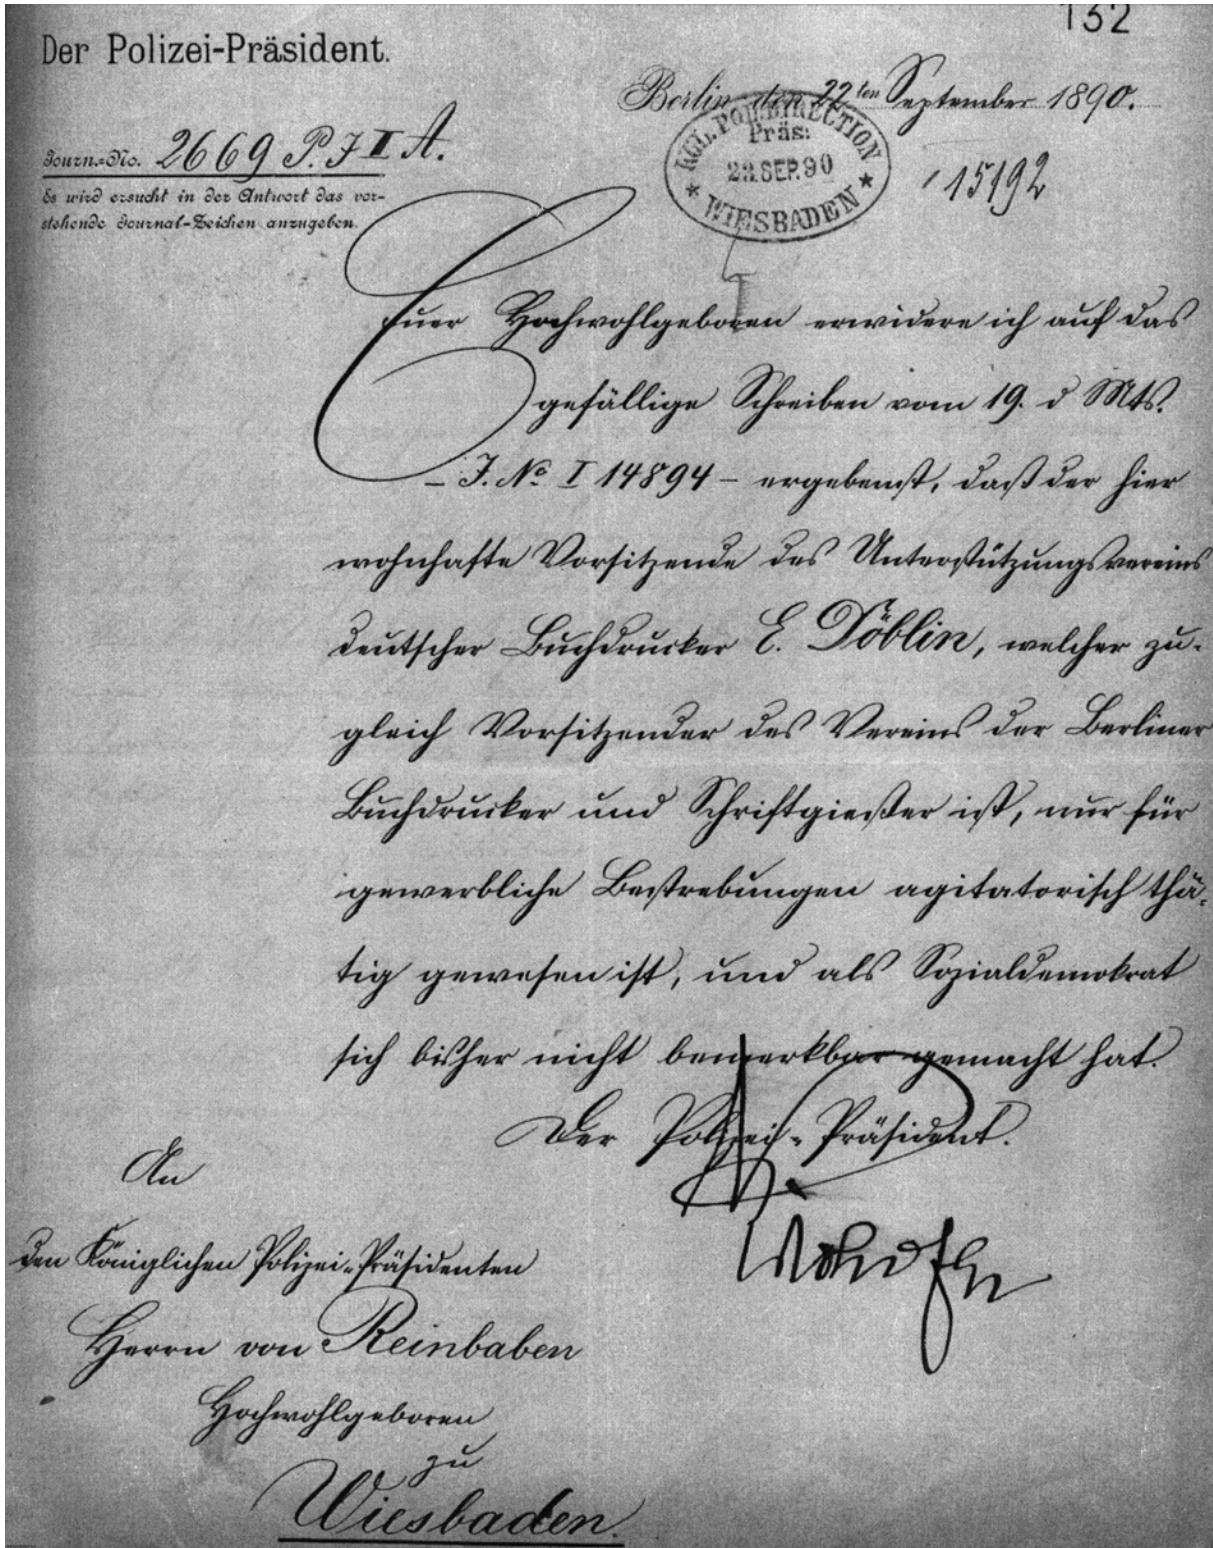 132
Der Polizei-Präsident.
Berlin, den 22ten September 1890.
Journ.-No. 2669 P. J II A.
Es wird ersucht in der Antwort das vor-
stehende Journal-Zeichen anzugeben.
KGL. POL. DIRECTION
Präs:
23. SEP. 90
WIESBADEN
15192
Euer Hochwohlgeboren erwidere ich auf das
gefällige Schreiben vom 19. d Mts.
– J. No I 14894 – ergebenst, daß der hier
wohnhafte Vorsitzende des Unterstützungsvereins
deutscher Buchdrucker E. Döblin, welcher zu-
gleich Vorsitzender des Vereins der Berliner
Buchdrucker und Schriftgießer ist, nur für
gewerbliche Bestrebungen agitatorisch thä-
tig gewesen ist, und als Sozialdemokrat
sich bisher nicht bemerkbar gemacht hat.
Der Polizei-Präsident.
An
den Königlichen Polizei-Präsidenten
Herrn von Reinbaben
Hochwohlgeboren
zu
Wiesbaden.